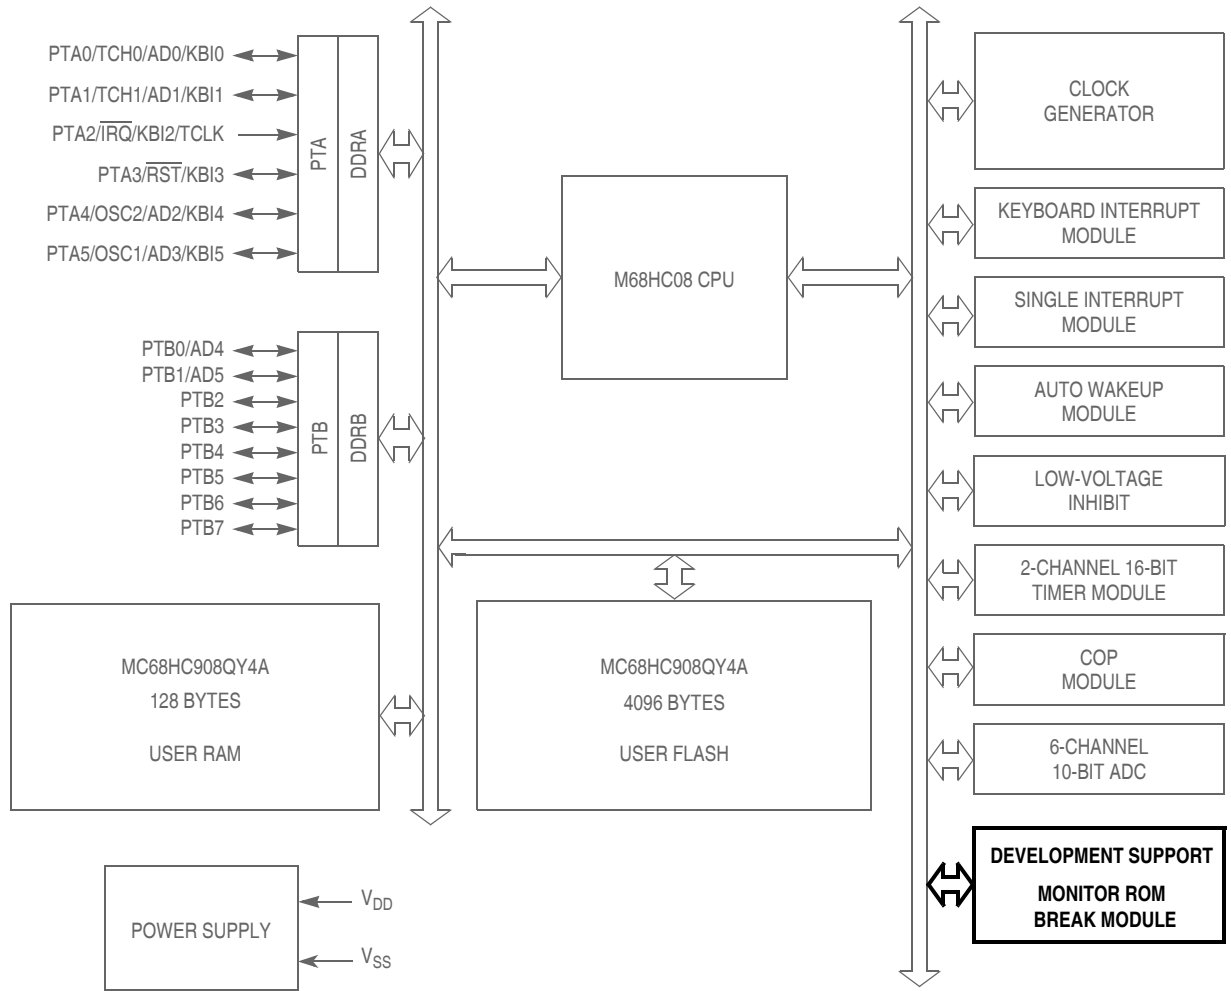 PTA0/TCH0/AD0/KBI0
PTA1/TCH1/AD1/KBI1
PTA2/IRQ/KBI2/TCLK
PTA3/RST/KBI3
PTA4/OSC2/AD2/KBI4
PTA5/OSC1/AD3/KBI5
PTA
DDRA
PTB0/AD4
PTB1/AD5
PTB2
PTB3
PTB4
PTB5
PTB6
PTB7
PTB
DDRB
M68HC08 CPU
MC68HC908QY4A
128 BYTES
USER RAM
MC68HC908QY4A
4096 BYTES
USER FLASH
POWER SUPPLY
VDD
VSS
CLOCK
GENERATOR
KEYBOARD INTERRUPT
MODULE
SINGLE INTERRUPT
MODULE
AUTO WAKEUP
MODULE
LOW-VOLTAGE
INHIBIT
2-CHANNEL 16-BIT
TIMER MODULE
COP
MODULE
6-CHANNEL
10-BIT ADC
DEVELOPMENT SUPPORT
MONITOR ROM
BREAK MODULE